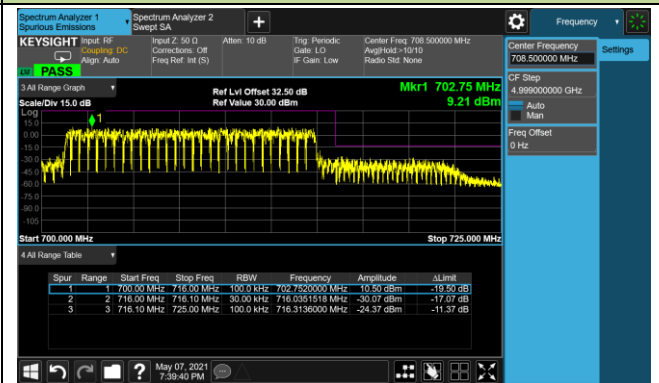 Spectrum Analyzer 1
Spurious Emissions
Spectrum Analyzer 2
Swept SA
+
Frequency
KEYSIGHT
Input: RF
Coupling: DC
Align: Auto
Input Z: 50 Ω
Corrections: Off
Freq Ref: Int (S)
Atten: 10 dB
Trig: Periodic
Gate: LO
IF Gain: Low
Center Freq: 708.500000 MHz
Avg|Hold:>10/10
Radio Std: None
PASS
Center Frequency
708.500000 MHz
Settings
CF Step
4.999000000 GHz
Auto
Man
Freq Offset
0 Hz
3 All Range Graph
Scale/Div 15.0 dB
Ref Lvl Offset 32.50 dB
Ref Value 30.00 dBm
Mkr1 702.75 MHz
9.21 dBm
Log
15.0
0.00
-15.0
-30.0
-45.0
-60.0
-75.0
-90.0
-105
1
Start 700.000 MHz
Stop 725.000 MHz
4 All Range Table
Spur Range Start Freq Stop Freq RBW Frequency Amplitude ΔLimit
1 1 700.00 MHz 716.00 MHz 100.0 kHz 702.7520000 MHz 10.50 dBm -19.50 dB
2 2 716.00 MHz 716.10 MHz 30.00 kHz 716.0351518 MHz -30.07 dBm -17.07 dB
3 3 716.10 MHz 725.00 MHz 100.0 kHz 716.3136000 MHz -24.37 dBm -11.37 dB
?
May 07, 2021
7:39:40 PM